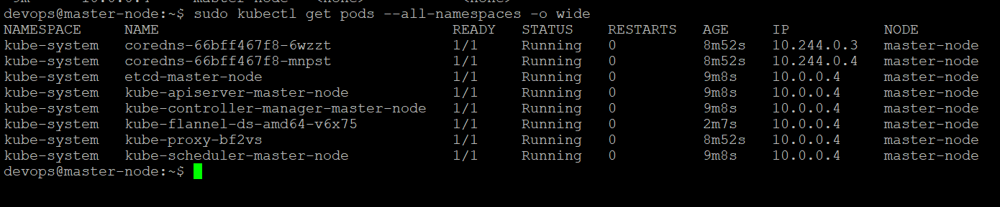 devops@master-node:~$ sudo kubectl get pods --all-namespaces -o wide
NAMESPACE NAME READY STATUS RESTARTS AGE IP NODE
kube-system coredns-66bff467f8-6wzzt 1/1 Running 0 8m52s 10.244.0.3 master-node
kube-system coredns-66bff467f8-mnpst 1/1 Running 0 8m52s 10.244.0.4 master-node
kube-system etcd-master-node 1/1 Running 0 9m8s 10.0.0.4 master-node
kube-system kube-apiserver-master-node 1/1 Running 0 9m8s 10.0.0.4 master-node
kube-system kube-controller-manager-master-node 1/1 Running 0 9m8s 10.0.0.4 master-node
kube-system kube-flannel-ds-amd64-v6x75 1/1 Running 0 2m7s 10.0.0.4 master-node
kube-system kube-proxy-bf2vs 1/1 Running 0 8m52s 10.0.0.4 master-node
kube-system kube-scheduler-master-node 1/1 Running 0 9m8s 10.0.0.4 master-node
devops@master-node:~$